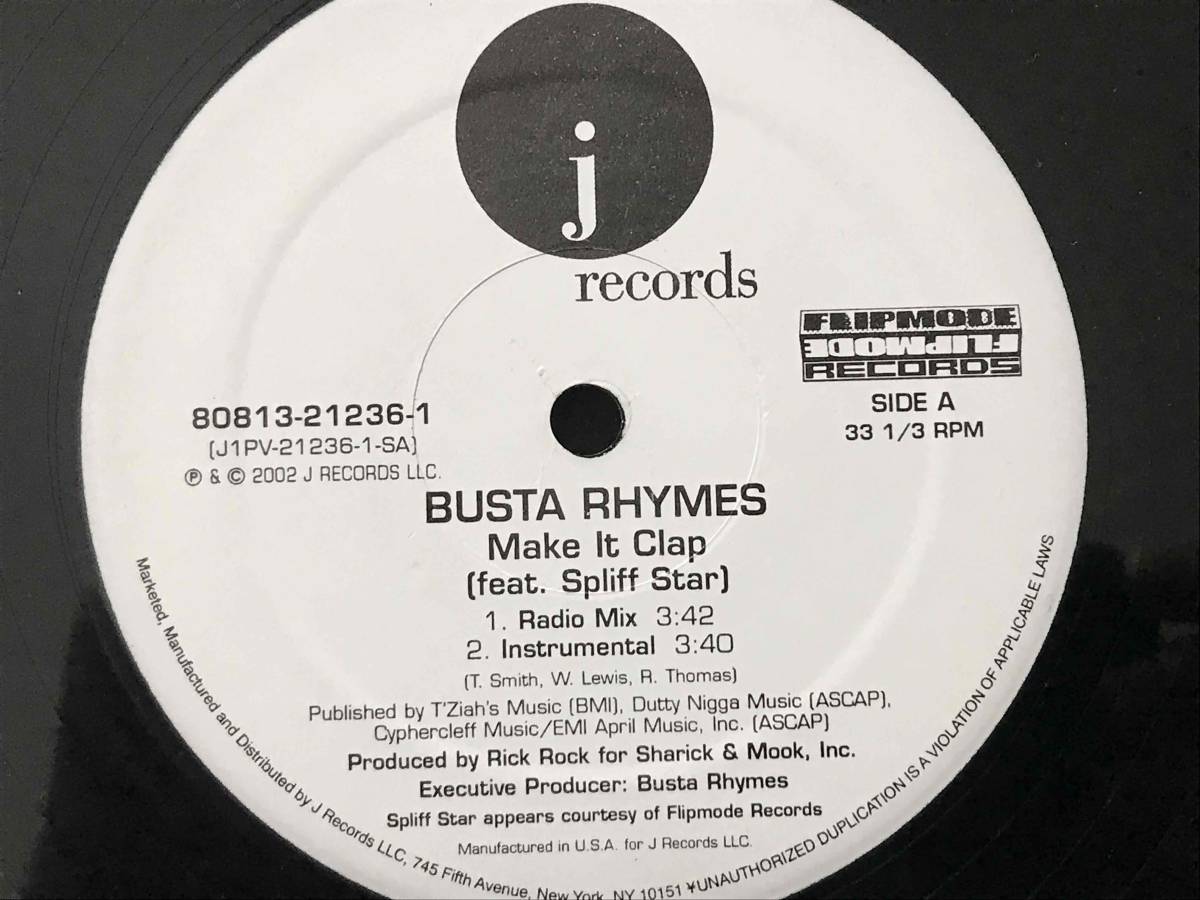 j
records
FLIPMODE
FLIPMODE
RECORDS
SIDE A
33 1/3 RPM
80813-21236-1
(J1PV-21236-1-SA)
℗ & © 2002 J RECORDS LLC.
BUSTA RHYMES
Make It Clap
(feat. Spliff Star)
1. Radio Mix 3:42
2. Instrumental 3:40
(T. Smith, W. Lewis, R. Thomas)
Published by T'Ziah's Music (BMI), Dutty Nigga Music (ASCAP),
Cyphercleff Music/EMI April Music, Inc. (ASCAP)
Produced by Rick Rock for Sharick & Mook, Inc.
Executive Producer: Busta Rhymes
Spliff Star appears courtesy of Flipmode Records
Manufactured in U.S.A. for J Records LLC.
Marketed, Manufactured and Distributed by J Records LLC, 745 Fifth Avenue, New York, NY 10151 ¥UNAUTHORIZED DUPLICATION IS A VIOLATION OF APPLICABLE LAWS